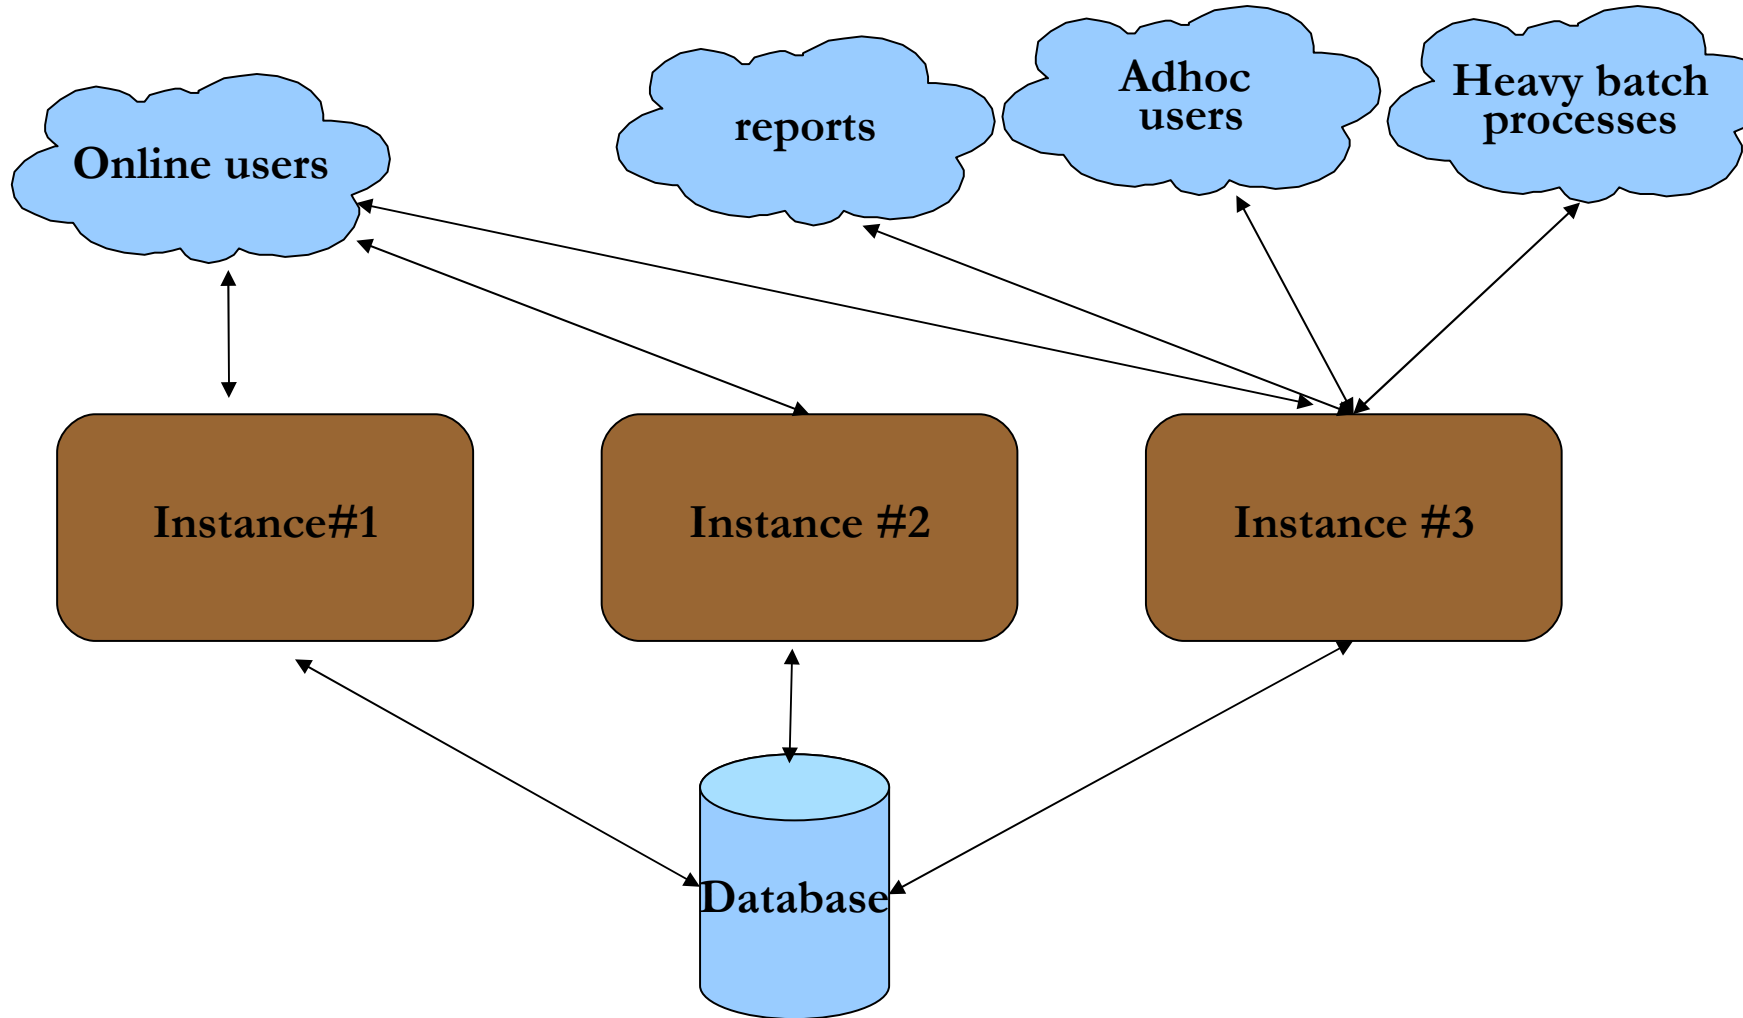 Online users
reports
Adhoc
users
Heavy batch
processes
Instance#1
Instance #2
Instance #3
Database